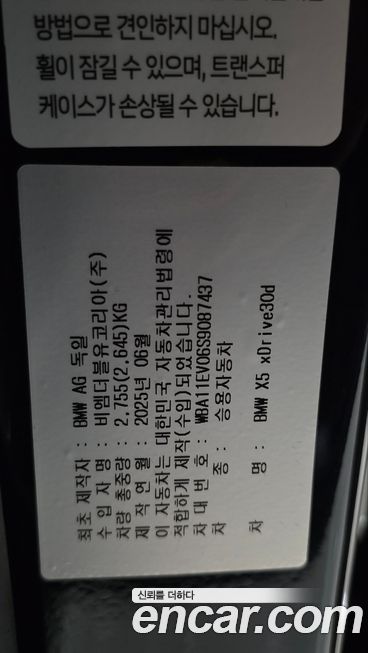 방법으로 견인하지 마십시오.
휠이 잠길 수 있으며, 트랜스퍼
케이스가 손상될 수 있습니다.
최초 제작자 : BMW AG 독일
수 입 자 명 : 비엠더블유코리아(주)
차량 총중량 : 2,755(2,645)KG
제 작 연 월 : 2025년 06월
이 자동차는 대한민국 자동차관리법령에
적합하게 제작(수입)되었습니다.
차 대 번 호 : WBA11EV06S9087437
차 종 : 승용자동차
차 명 : BMW X5 xDrive30d
신뢰를 더하다
encar.com